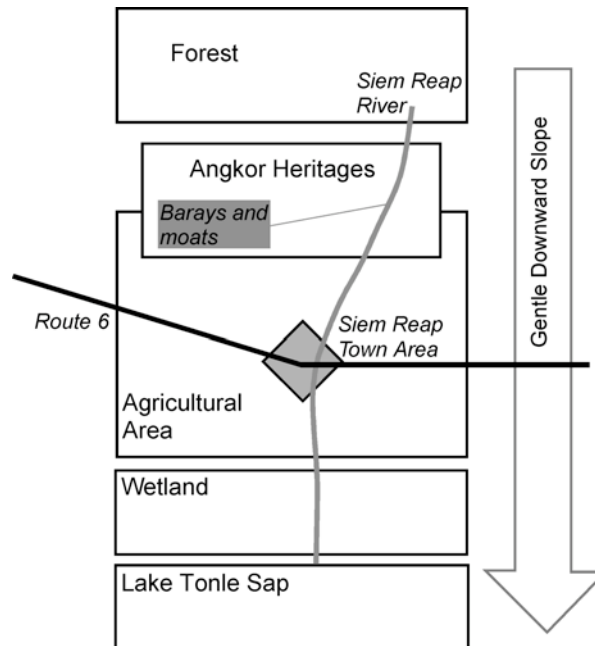 Forest
Siem Reap
River
Angkor Heritages
Barays and
moats
Gentle Downward Slope
Route 6
Siem Reap
Town Area
Agricultural
Area
Wetland
Lake Tonle Sap